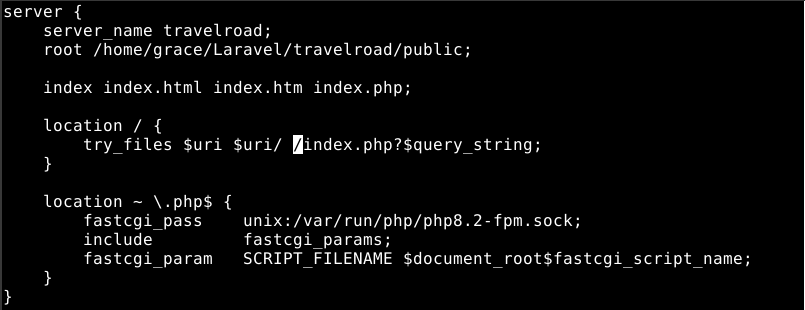 server {
    server_name travelroad;
    root /home/grace/Laravel/travelroad/public;

    index index.html index.htm index.php;

    location / {
        try_files $uri $uri/ /index.php?$query_string;
    }

    location ~ \.php$ {
        fastcgi_pass    unix:/var/run/php/php8.2-fpm.sock;
        include         fastcgi_params;
        fastcgi_param   SCRIPT_FILENAME $document_root$fastcgi_script_name;
    }
}